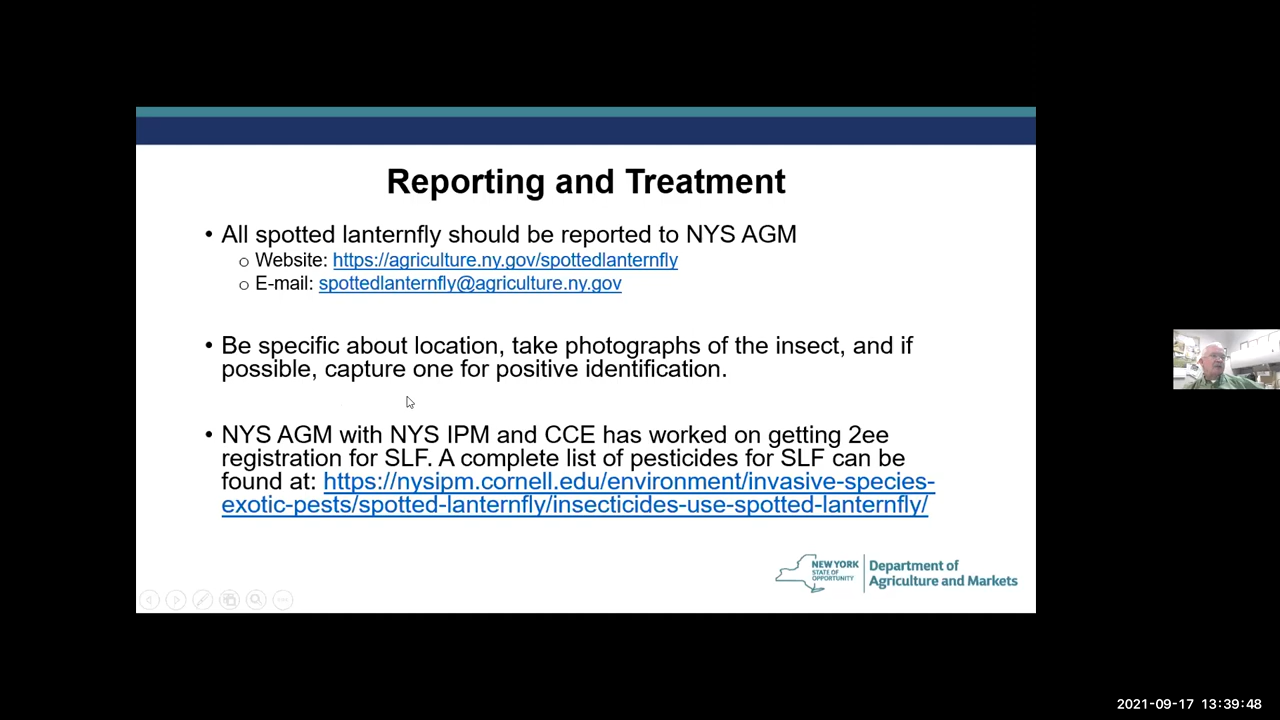 Reporting and Treatment
• All spotted lanternfly should be reported to NYS AGM
o Website: https://agriculture.ny.gov/spottedlanternfly
o E-mail: spottedlanternfly@agriculture.ny.gov
• Be specific about location, take photographs of the insect, and if
possible, capture one for positive identification.
• NYS AGM with NYS IPM and CCE has worked on getting 2ee
registration for SLF. A complete list of pesticides for SLF can be
found at: https://nysipm.cornell.edu/environment/invasive-species-
exotic-pests/spotted-lanternfly/insecticides-use-spotted-lanternfly/
NEW YORK
STATE OF
OPPORTUNITY
Department of
Agriculture and Markets
2021-09-17 13:39:48